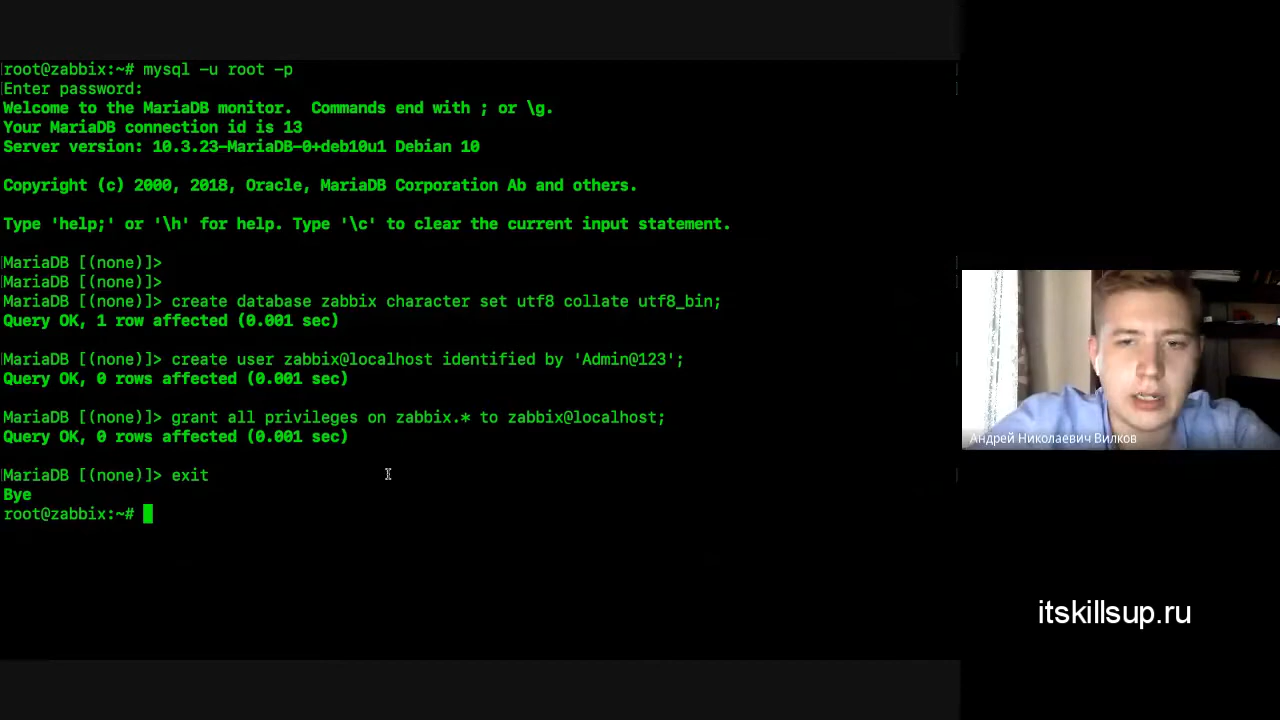 root@zabbix:~# mysql -u root -p
Enter password:
Welcome to the MariaDB monitor.  Commands end with ; or \g.
Your MariaDB connection id is 13
Server version: 10.3.23-MariaDB-0+deb10u1 Debian 10
Copyright (c) 2000, 2018, Oracle, MariaDB Corporation Ab and others.
Type 'help;' or '\h' for help. Type '\c' to clear the current input statement.
MariaDB [(none)]>
MariaDB [(none)]>
MariaDB [(none)]> create database zabbix character set utf8 collate utf8_bin;
Query OK, 1 row affected (0.001 sec)
MariaDB [(none)]> create user zabbix@localhost identified by 'Admin@123';
Query OK, 0 rows affected (0.001 sec)
MariaDB [(none)]> grant all privileges on zabbix.* to zabbix@localhost;
Query OK, 0 rows affected (0.001 sec)
MariaDB [(none)]> exit
Bye
root@zabbix:~#
Андрей Николаевич Вилков
itskillsup.ru